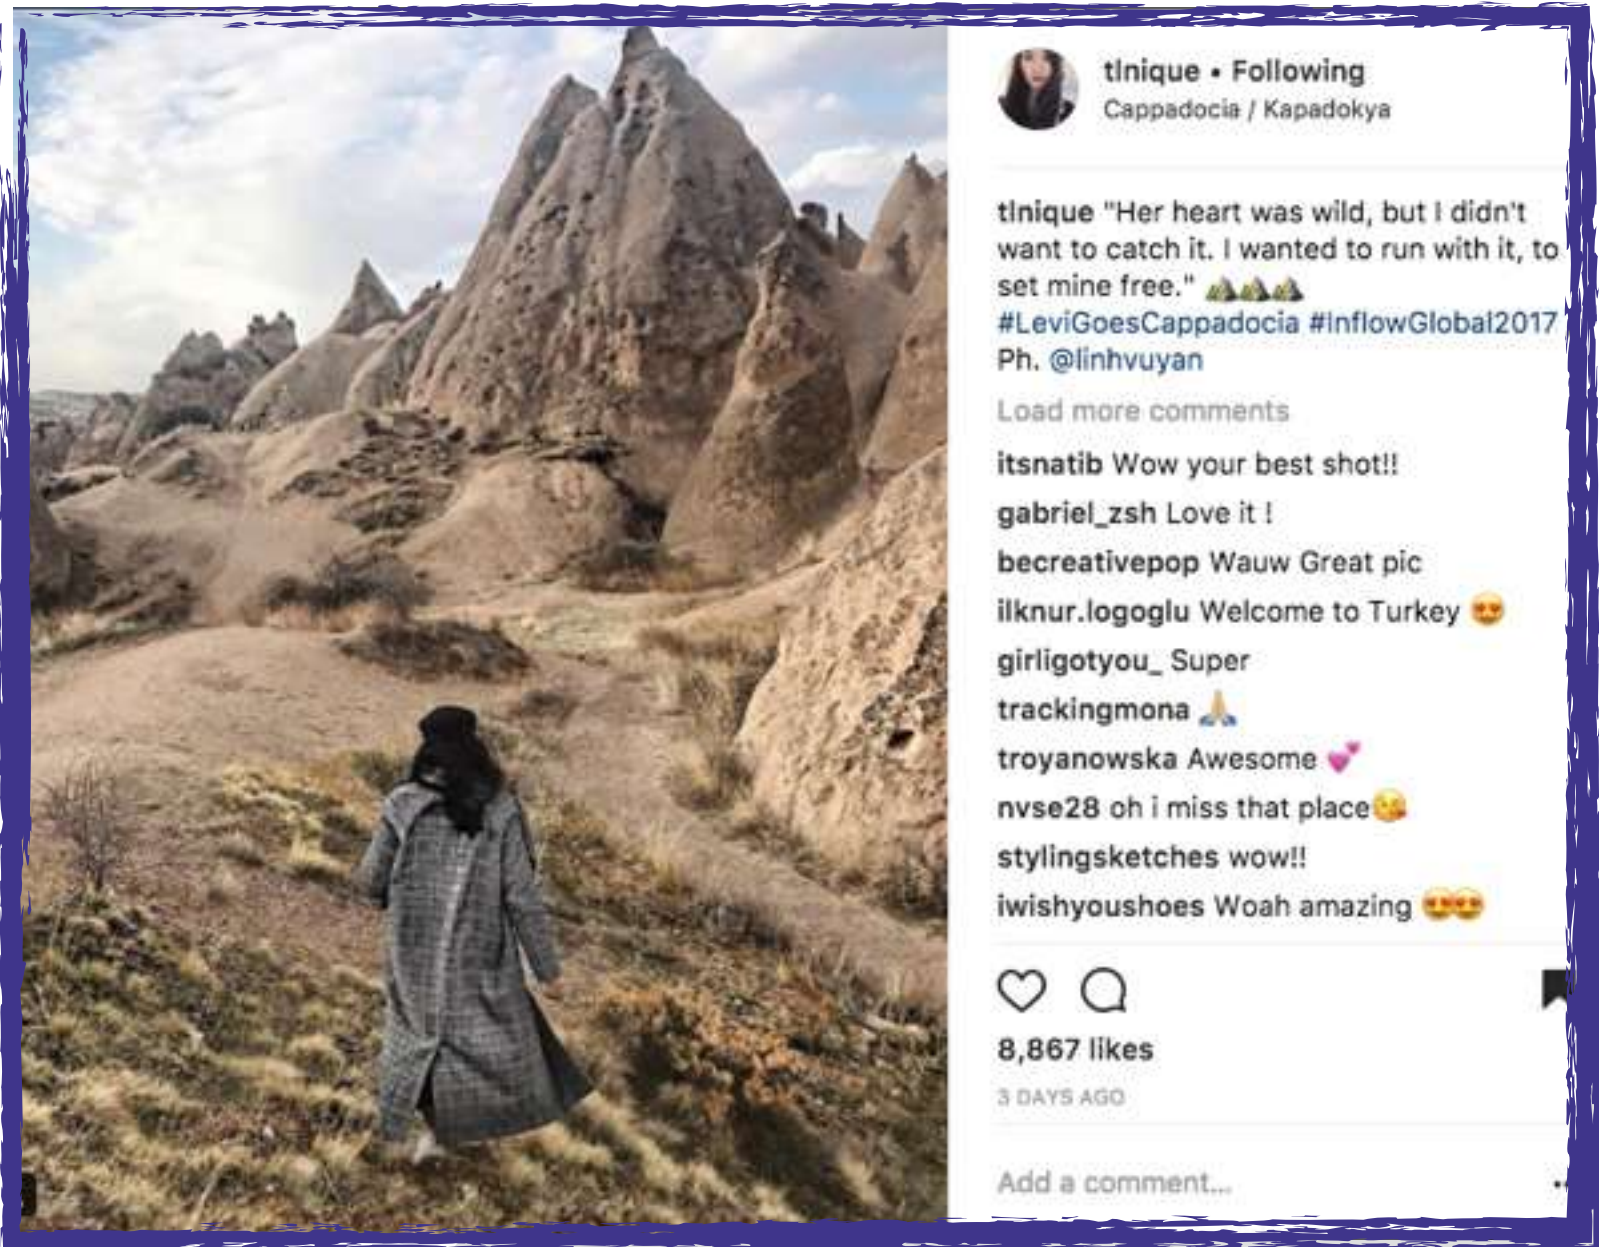 tlnique • Following
Cappadocia / Kapadokya
tlnique "Her heart was wild, but I didn't
want to catch it. I wanted to run with it, to
set mine free." ⛰️⛰️⛰️
#LeviGoesCappadocia #InflowGlobal2017
Ph. @linhvuyan
Load more comments
itsnatib Wow your best shot!!
gabriel_zsh Love it !
becreativepop Wauw Great pic
ilknur.logoglu Welcome to Turkey 😍
girligotyou_ Super
trackingmona 🙏🏼
troyanowska Awesome 💕
nvse28 oh i miss that place😘
stylingsketches wow!!
iwishyoushoes Woah amazing 😍😍
8,867 likes
3 DAYS AGO
Add a comment...